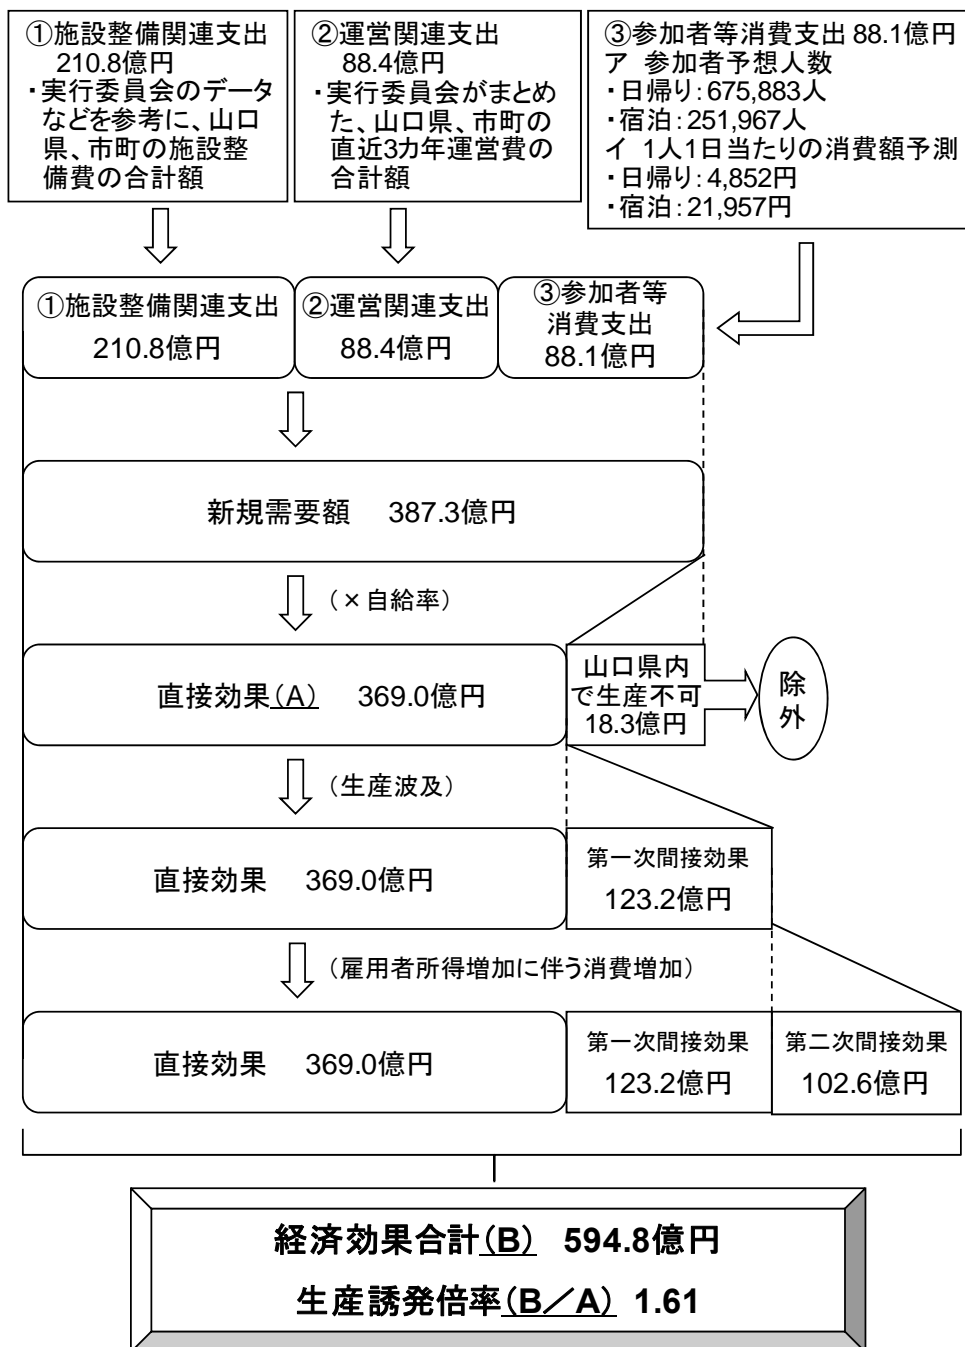 ①施設整備関連支出
210.8億円
・実行委員会のデータ
などを参考に、山口
県、市町の施設整
備費の合計額
②運営関連支出
88.4億円
・実行委員会がまとめ
た、山口県、市町の
直近3カ年運営費の
合計額
③参加者等消費支出 88.1億円
ア 参加者予想人数
・日帰り：675,883人
・宿泊：251,967人
イ 1人1日当たりの消費額予測
・日帰り：4,852円
・宿泊：21,957円
①施設整備関連支出
210.8億円
②運営関連支出
88.4億円
③参加者等
消費支出
88.1億円
新規需要額 387.3億円
（×自給率）
直接効果(A) 369.0億円
山口県内
で生産不可
18.3億円
除
外
（生産波及）
直接効果 369.0億円
第一次間接効果
123.2億円
（雇用者所得増加に伴う消費増加）
直接効果 369.0億円
第一次間接効果
123.2億円
第二次間接効果
102.6億円
経済効果合計(B) 594.8億円
生産誘発倍率(B／A) 1.61